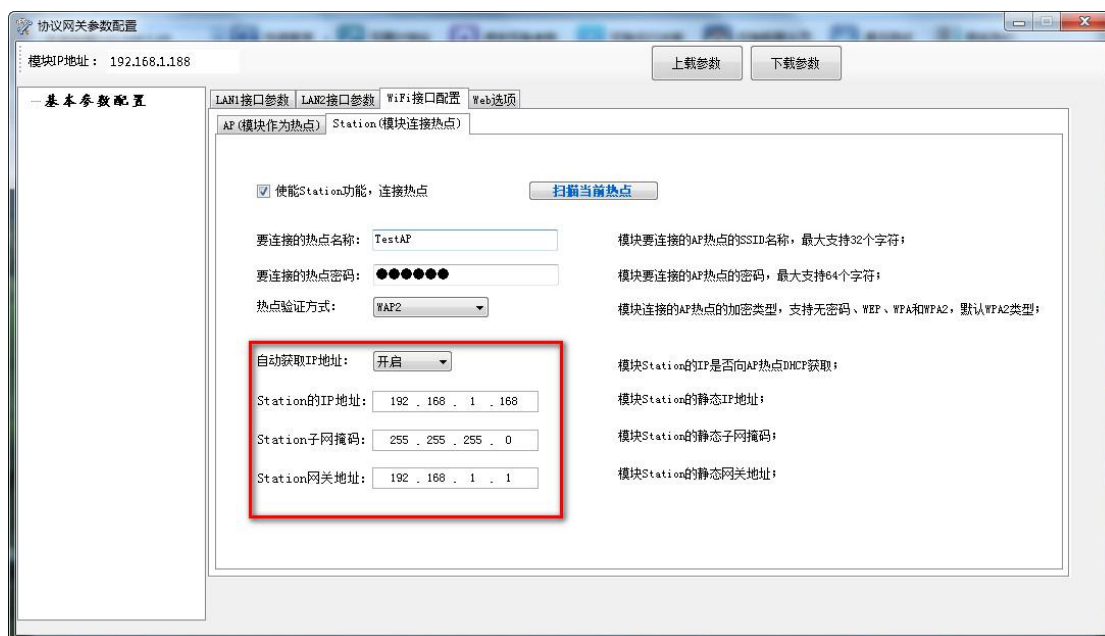 协议网关参数配置
模块IP地址： 192.168.1.188
上载参数 下载参数
基本参数配置
LAN1接口参数 LAN2接口参数 WiFi接口配置 Web选项
AP(模块作为热点) Station(模块连接热点)
使能Station功能，连接热点 扫描当前热点
要连接的热点名称： TestAP 模块要连接的AP热点的SSID名称，最大支持32个字符；
要连接的热点密码： ●●●●●● 模块要连接的AP热点的密码，最大支持64个字符；
热点验证方式： WAP2 模块连接的AP热点的加密类型，支持无密码、WEP、WPA和WPA2，默认WPA2类型；
自动获取IP地址： 开启 模块Station的IP是否向AP热点DHCP获取；
Station的IP地址： 192 . 168 . 1 . 168 模块Station的静态IP地址；
Station子网掩码： 255 . 255 . 255 . 0 模块Station的静态子网掩码；
Station网关地址： 192 . 168 . 1 . 1 模块Station的静态网关地址；